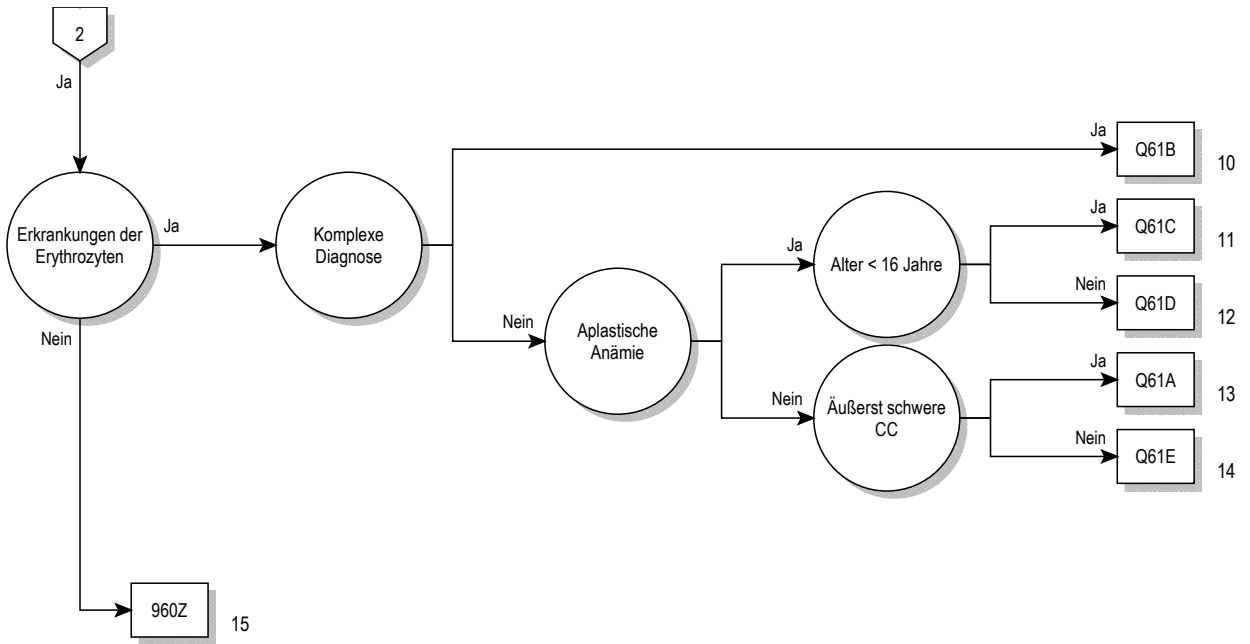 2
Ja
Erkrankungen der
Erythrozyten
Ja
Nein
Komplexe
Diagnose
Ja
Q61B
10
Nein
Aplastische
Anämie
Ja
Alter < 16 Jahre
Ja
Q61C
11
Nein
Q61D
12
Nein
Äußerst schwere
CC
Ja
Q61A
13
Nein
Q61E
14
960Z
15